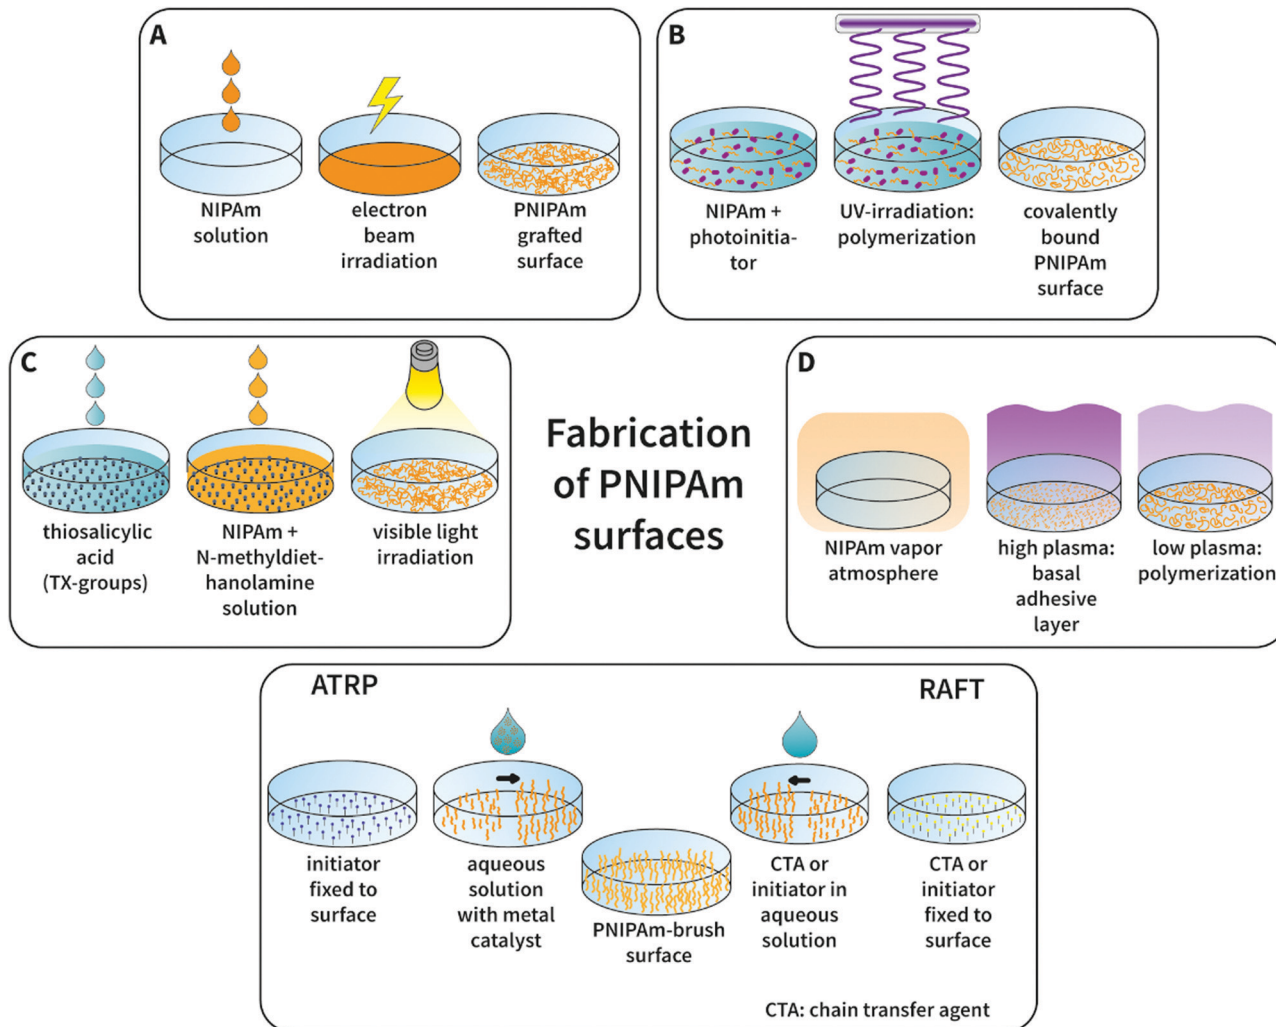 A
NIPAm
solution
electron
beam
irradiation
PNIPAm
grafted
surface
B
NIPAm +
photoinitia-
tor
UV-irradiation:
polymerization
covalently
bound
PNIPAm
surface
C
thiosalicylic
acid
(TX-groups)
NIPAm +
N-methyldiet-
hanolamine
solution
visible light
irradiation
Fabrication
of PNIPAm
surfaces
D
NIPAm vapor
atmosphere
high plasma:
basal
adhesive
layer
low plasma:
polymerization
ATRP
RAFT
initiator
fixed to
surface
aqueous
solution
with metal
catalyst
PNIPAm-brush
surface
CTA or
initiator in
aqueous
solution
CTA or
initiator
fixed to
surface
CTA: chain transfer agent